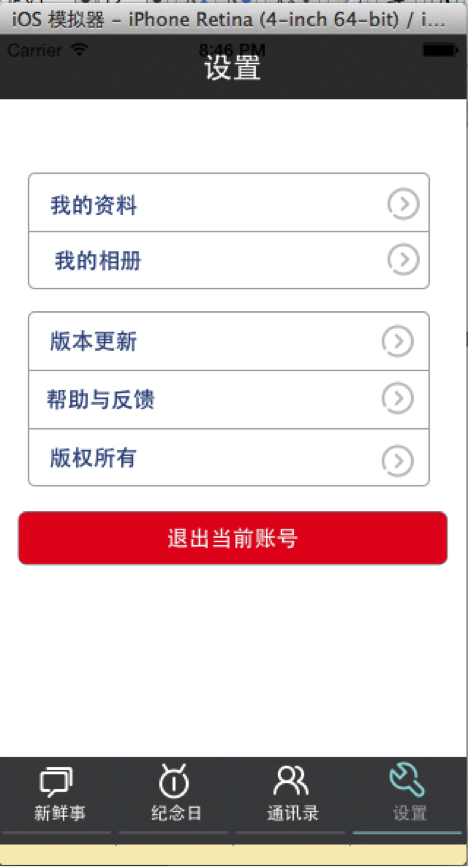 iOS 模拟器 – iPhone Retina (4-inch 64-bit) / i...
Carrier 8:46 PM
设置
我的资料
我的相册
版本更新
帮助与反馈
版权所有
退出当前账号
新鲜事 纪念日 通讯录 设置